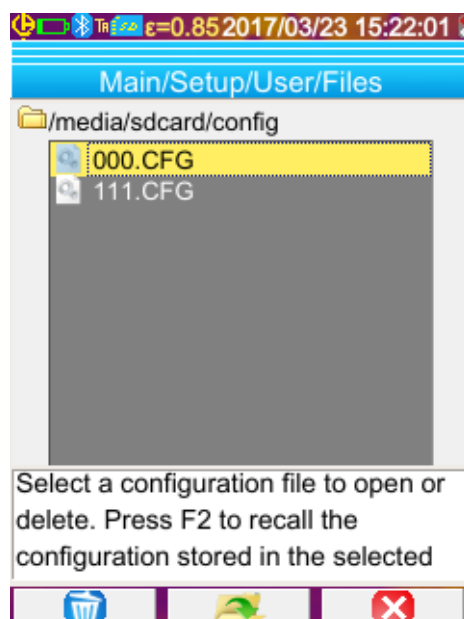 ε=0.85 2017/03/23 15:22:01
Main/Setup/User/Files
/media/sdcard/config
000.CFG
111.CFG
Select a configuration file to open or
delete. Press F2 to recall the
configuration stored in the selected